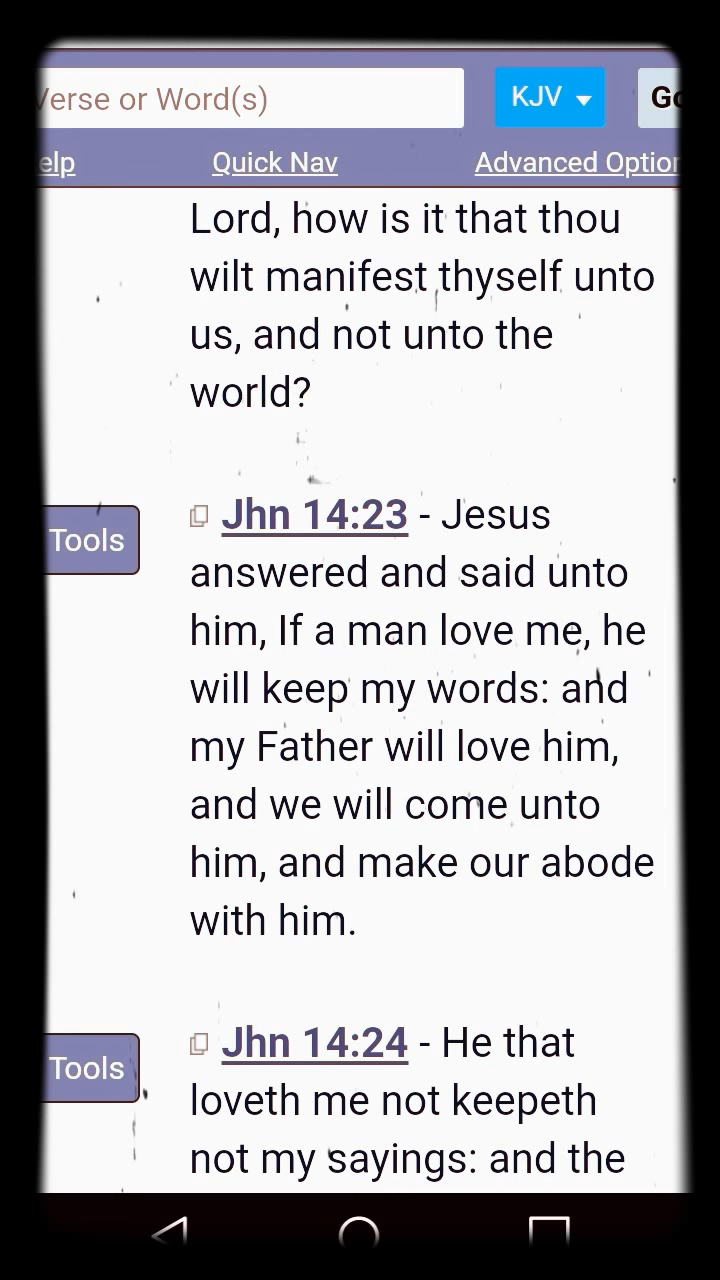 Verse or Word(s) KJV Go
elp Quick Nav Advanced Option
Lord, how is it that thou
wilt manifest thyself unto
us, and not unto the
world?
Tools Jhn 14:23 - Jesus
answered and said unto
him, If a man love me, he
will keep my words: and
my Father will love him,
and we will come unto
him, and make our abode
with him.
Tools Jhn 14:24 - He that
loveth me not keepeth
not my sayings: and the